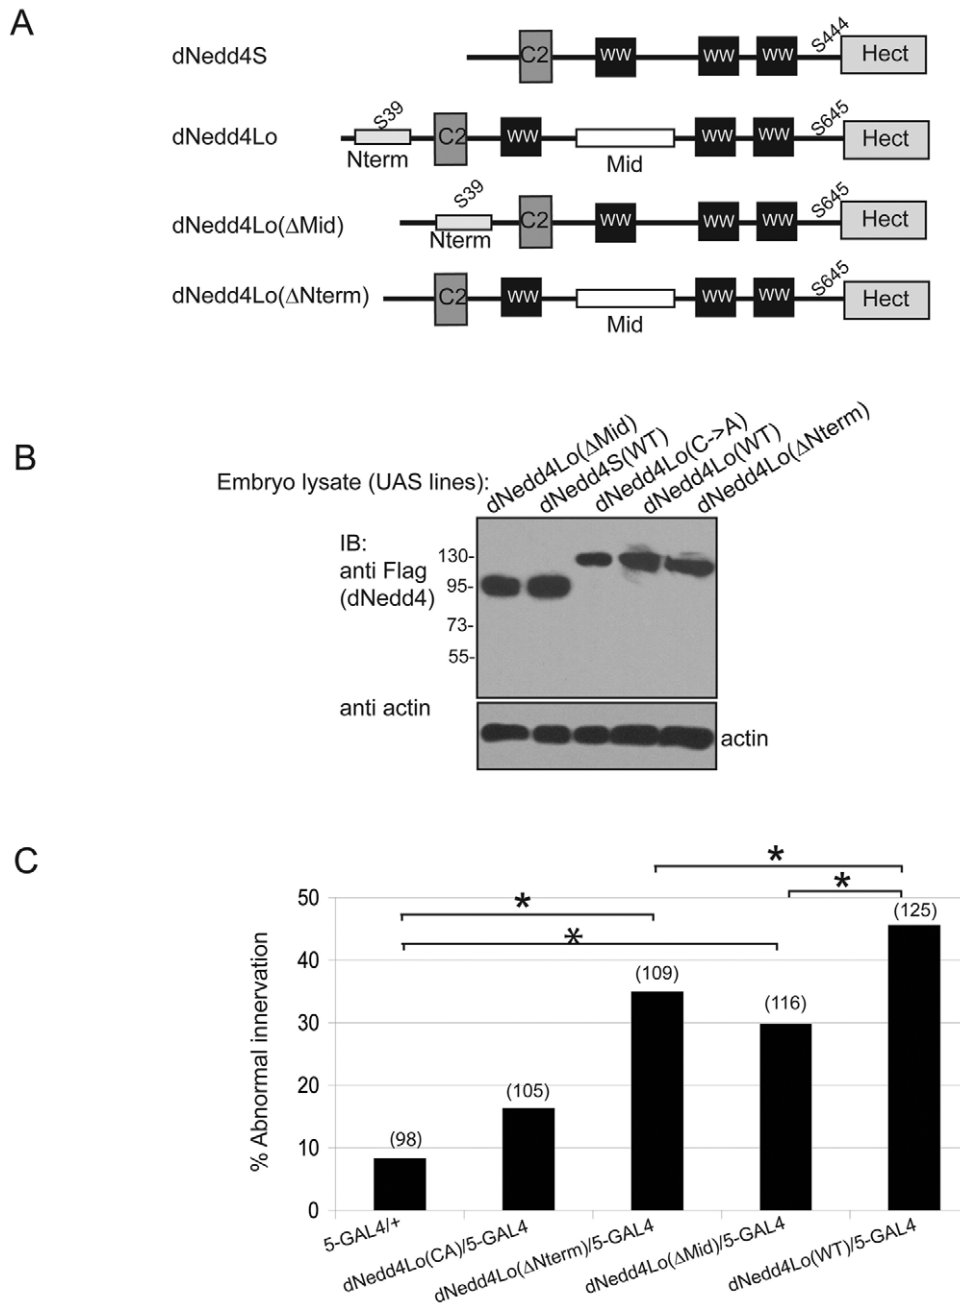 A
dNedd4S
C2
WW
WW
WW
S444
Hect
dNedd4Lo
S39
Nterm
C2
WW
Mid
WW
WW
S645
Hect
dNedd4Lo(ΔMid)
S39
Nterm
C2
WW
WW
WW
S645
Hect
dNedd4Lo(ΔNterm)
C2
WW
Mid
WW
WW
S645
Hect
B
Embryo lysate (UAS lines):
dNedd4Lo(ΔMid)
dNedd4S(WT)
dNedd4Lo(C->A)
dNedd4Lo(WT)
dNedd4Lo(ΔNterm)
IB:
anti Flag
(dNedd4)
130-
95-
73-
55-
anti actin
actin
C
% Abnormal innervation
50
40
30
20
10
0
*
*
*
*
(98)
(105)
(109)
(116)
(125)
5-GAL4/+
dNedd4Lo(CA)/5-GAL4
dNedd4Lo(ΔNterm)/5-GAL4
dNedd4Lo(ΔMid)/5-GAL4
dNedd4Lo(WT)/5-GAL4